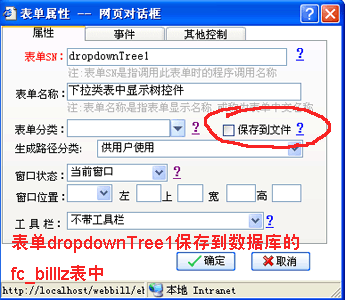 表单属性 -- 网页对话框
属性 事件 其他控制
表单SN: dropdownTree1 ?
注:表单SN是指调用此表单时的程序调用名称
表单名称: 下拉类表中显示树控件
注:表单名称是指表单显示名称,或称为表单中文名称
表单分类: ? 保存到文件 ?
生成路径分类: 供用户使用
窗口状态: 当前窗口 ?
窗口位置: 左 上 宽 高
工 具 栏: 不带工具栏 ?
表单dropdownTree1保存到数据库的
fc_billlz表中
确定 取消
http://localhost/webbill/el 本地 Intranet